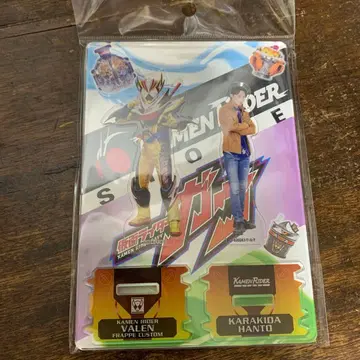 KAMEN RIDER
S O E
仮面ライダー
ガヴ
KAMEN RIDER
VALEN
FRAPPE CUSTOM
KAMEN RIDER
KARAKIDA
HANTO